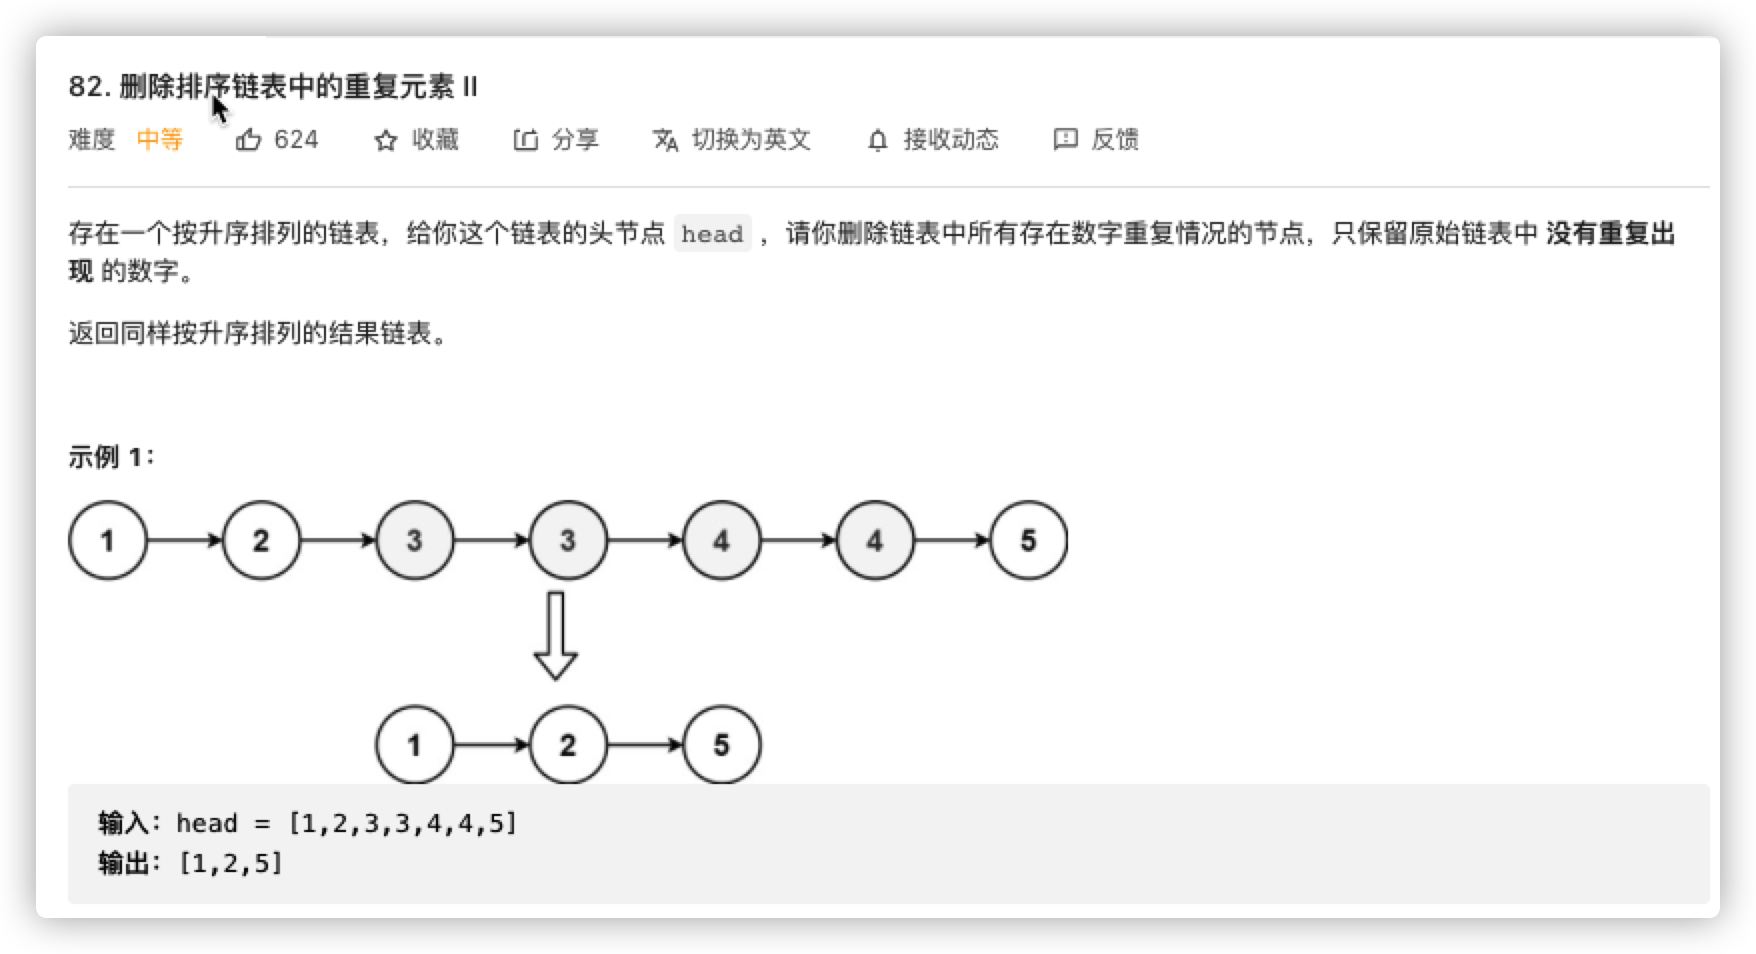 82. 删除排序链表中的重复元素 II
难度 中等 624 收藏 分享 切换为英文 接收动态 反馈
存在一个按升序排列的链表，给你这个链表的头节点 head ，请你删除链表中所有存在数字重复情况的节点，只保留原始链表中 没有重复出
现 的数字。
返回同样按升序排列的结果链表。
示例 1：
1 2 3 3 4 4 5
1 2 5
输入：head = [1,2,3,3,4,4,5]
输出：[1,2,5]